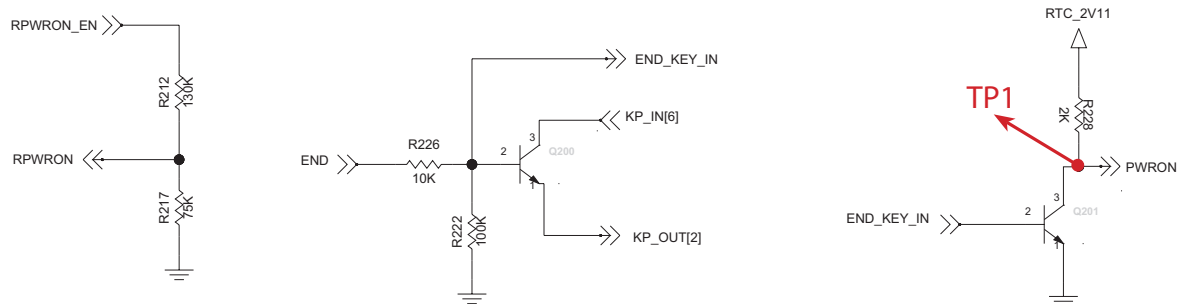 RPWRON_EN
R212
130K
RPWRON
R217
75K
END_KEY_IN
KP_IN[6]
3
R226
2
Q200
END
10K
1
R222
100K
KP_OUT[2]
RTC_2V11
TP1
R228
2K
PWRON
3
END_KEY_IN
2
Q201
1